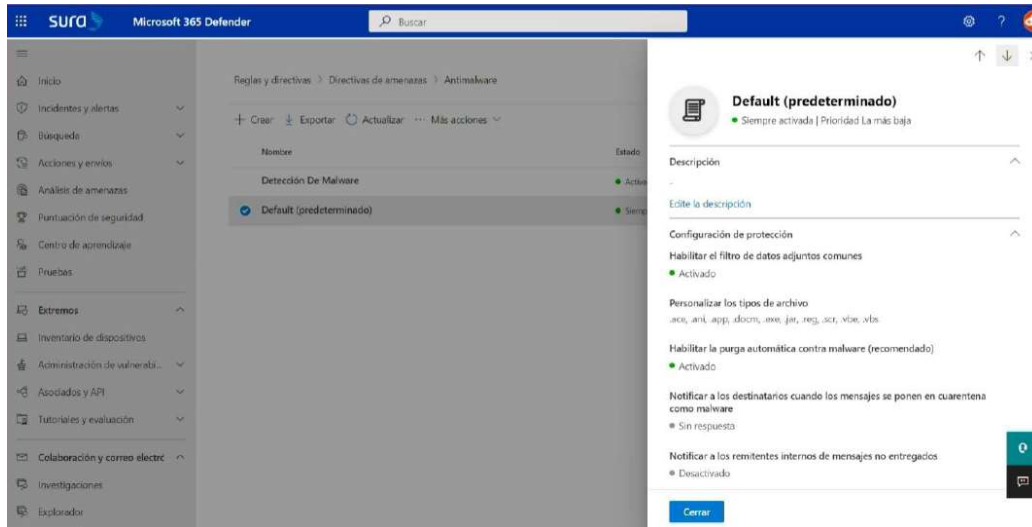 sura
Microsoft 365 Defender
Buscar
?
Inicio
Incidentes y alertas
Búsqueda
Acciones y envíos
Análisis de amenazas
Puntuación de seguridad
Centro de aprendizaje
Pruebas
Extremos
Inventario de dispositivos
Administración de vulnerabi...
Asociados y API
Tutoriales y evaluación
Colaboración y correo electrc
Investigaciones
Explorador
Reglas y directivas > Directivas de amenazas > Antimalware
+ Crear Exportar Actualizar ... Más acciones
Nombre Estado
Detección De Malware Activa
Default (predeterminado) Siemp
Default (predeterminado)
Siempre activada | Prioridad La más baja
Descripción
-
Edite la descripción
Configuración de protección
Habilitar el filtro de datos adjuntos comunes
Activado
Personalizar los tipos de archivo
.ace, .ani, .app, .docm, .exe, .jar, .reg, .scr, .vbe, .vbs
Habilitar la purga automática contra malware (recomendado)
Activado
Notificar a los destinatarios cuando los mensajes se ponen en cuarentena
como malware
Sin respuesta
Notificar a los remitentes internos de mensajes no entregados
Desactivado
Cerrar